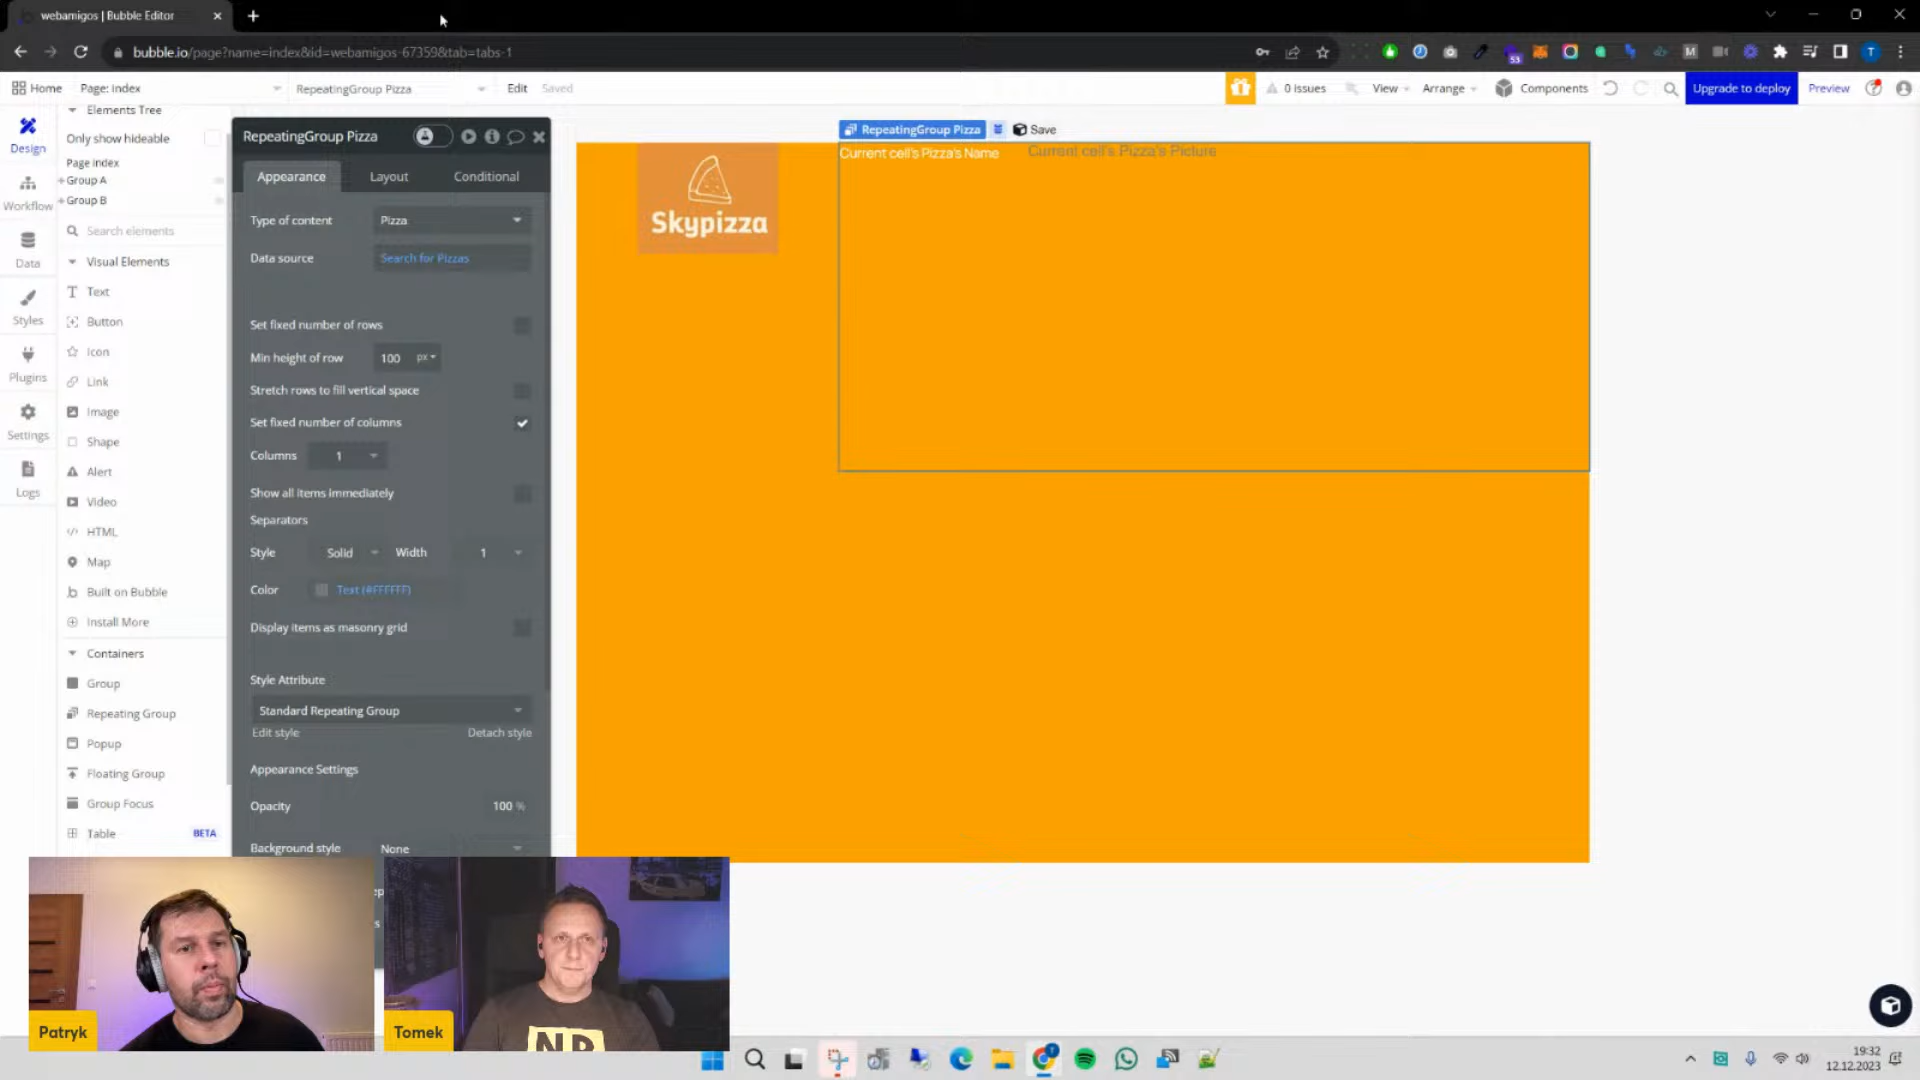 webamigos | Bubble Editor
bubble.io/page?name=index&id=webamigos-67359&tab=tabs-1
53
M
T
Home
Page: index
RepeatingGroup Pizza
Edit
Saved
0 issues
View
Arrange
Components
Upgrade to deploy
Preview
Elements Tree
Only show hideable
Page index
Group A
Group B
Search elements
Design
Workflow
Data
Styles
Plugins
Settings
Logs
Visual Elements
Text
Button
Icon
Link
Image
Shape
Alert
Video
HTML
Map
Built on Bubble
Install More
Containers
Group
Repeating Group
Popup
Floating Group
Group Focus
Table
BETA
RepeatingGroup Pizza
Appearance
Layout
Conditional
Type of content
Pizza
Data source
Search for Pizzas
Set fixed number of rows
Min height of row
100
px
Stretch rows to fill vertical space
Set fixed number of columns
Columns
1
Show all items immediately
Separators
Style
Solid
Width
1
Color
Text (#FFFFFF)
Display items as masonry grid
Style Attribute
Standard Repeating Group
Edit style
Detach style
Appearance Settings
Opacity
100 %
Background style
None
RepeatingGroup Pizza
Save
Current cell's Pizza's Name
Current cell's Pizza's Picture
Skypizza
Patryk
Tomek
19:32
12.12.2023